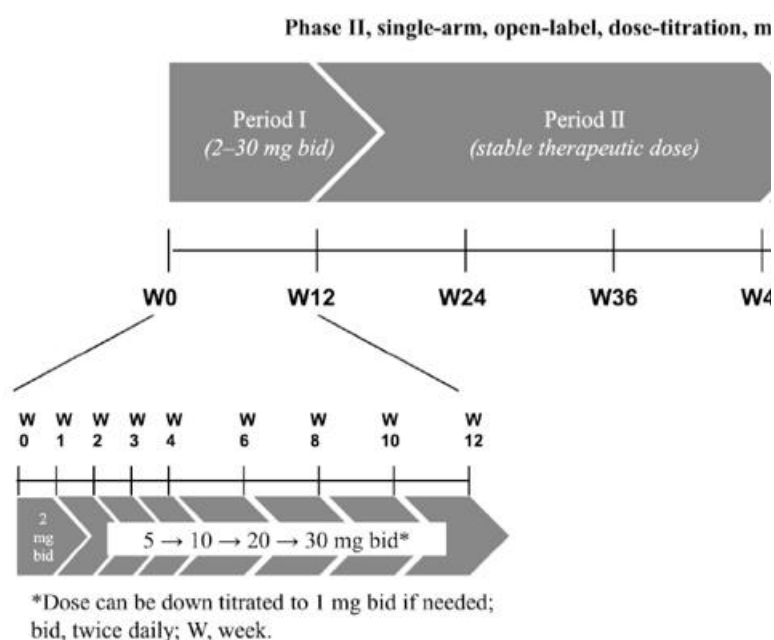 Phase II, single-arm, open-label, dose-titration, m
Period I
(2–30 mg bid)
Period II
(stable therapeutic dose)
W0 W12 W24 W36 W4
W W W W W W W W W
0 1 2 3 4 6 8 10 12
2
mg
bid
5 → 10 → 20 → 30 mg bid*
*Dose can be down titrated to 1 mg bid if needed;
bid, twice daily; W, week.